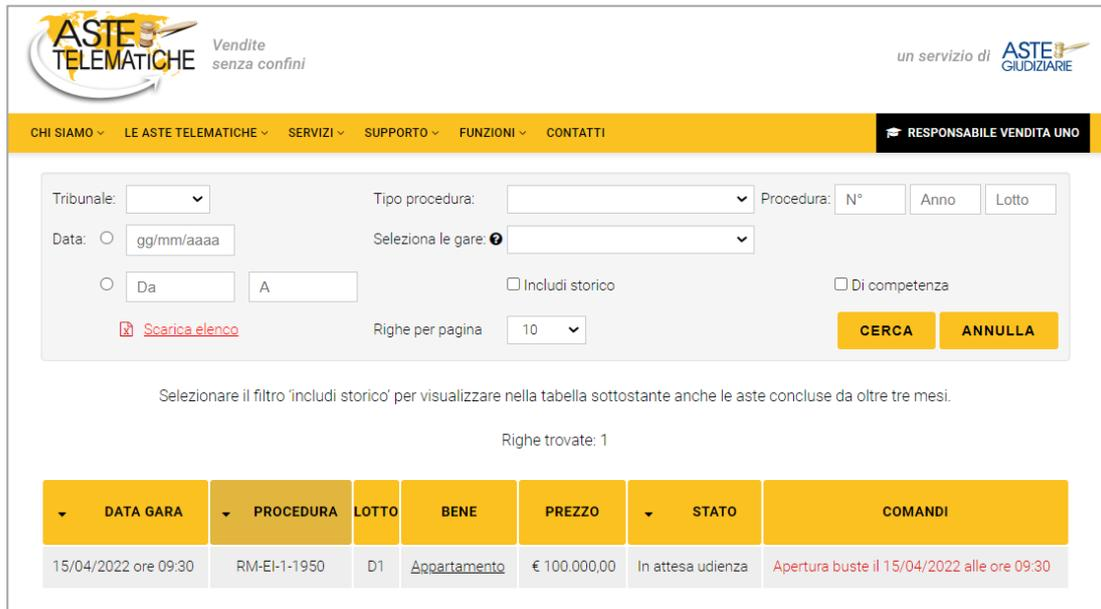 ASTE
TELEMATICHE
Vendite
senza confini
un servizio di ASTE
GIUDIZIARIE
CHI SIAMO LE ASTE TELEMATICHE SERVIZI SUPPORTO FUNZIONI CONTATTI RESPONSABILE VENDITA UNO
Tribunale: Tipo procedura: Procedura: N° Anno Lotto
Data: gg/mm/aaaa Seleziona le gare:
Da A Includi storico Di competenza
Scarica elenco Righe per pagina 10 CERCA ANNULLA
Selezionare il filtro 'includi storico' per visualizzare nella tabella sottostante anche le aste concluse da oltre tre mesi.
Righe trovate: 1
DATA GARA PROCEDURA LOTTO BENE PREZZO STATO COMANDI
15/04/2022 ore 09:30 RM-EI-1-1950 D1 Appartamento € 100.000,00 In attesa udienza Apertura buste il 15/04/2022 alle ore 09:30